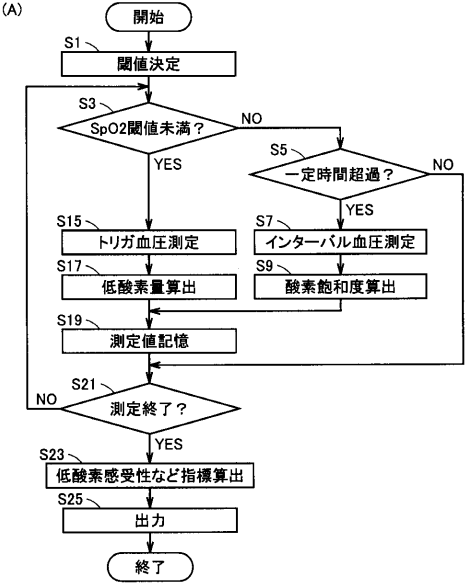 (A)
開始
S1
閾値決定
S3
SpO2閾値未満？
NO
YES
S5
一定時間超過？
NO
YES
S15
トリガ血圧測定
S7
インターバル血圧測定
S17
低酸素量算出
S9
酸素飽和度算出
S19
測定値記憶
S21
測定終了？
NO
YES
S23
低酸素感受性など指標算出
S25
出力
終了